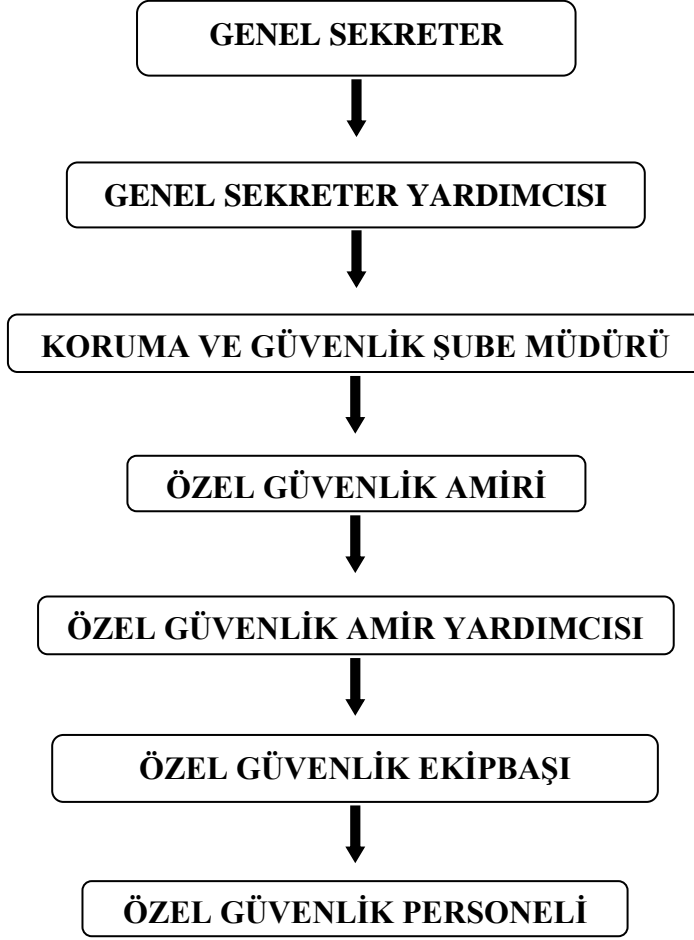 GENEL SEKRETER
GENEL SEKRETER YARDIMCISI
KORUMA VE GÜVENLİK ŞUBE MÜDÜRÜ
ÖZEL GÜVENLİK AMİRİ
ÖZEL GÜVENLİK AMİR YARDIMCISI
ÖZEL GÜVENLİK EKİPBAŞI
ÖZEL GÜVENLİK PERSONELİ